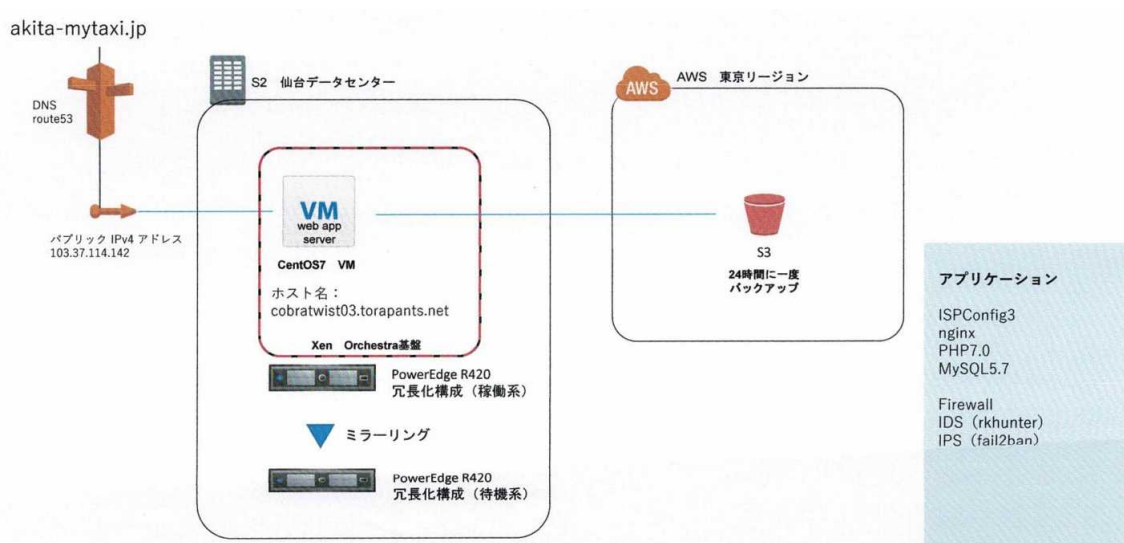 akita-mytaxi.jp
DNS
route53
パブリック IPv4 アドレス
103.37.114.142
S2 仙台データセンター
VM
web app
server
CentOS7 VM
ホスト名：
cobratwist03.torapants.net
Xen Orchestra基盤
PowerEdge R420
冗長化構成（稼働系）
ミラーリング
PowerEdge R420
冗長化構成（待機系）
AWS
AWS 東京リージョン
S3
24時間に一度
バックアップ
アプリケーション
ISPConfig3
nginx
PHP7.0
MySQL5.7
Firewall
IDS（rkhunter）
IPS（fail2ban）